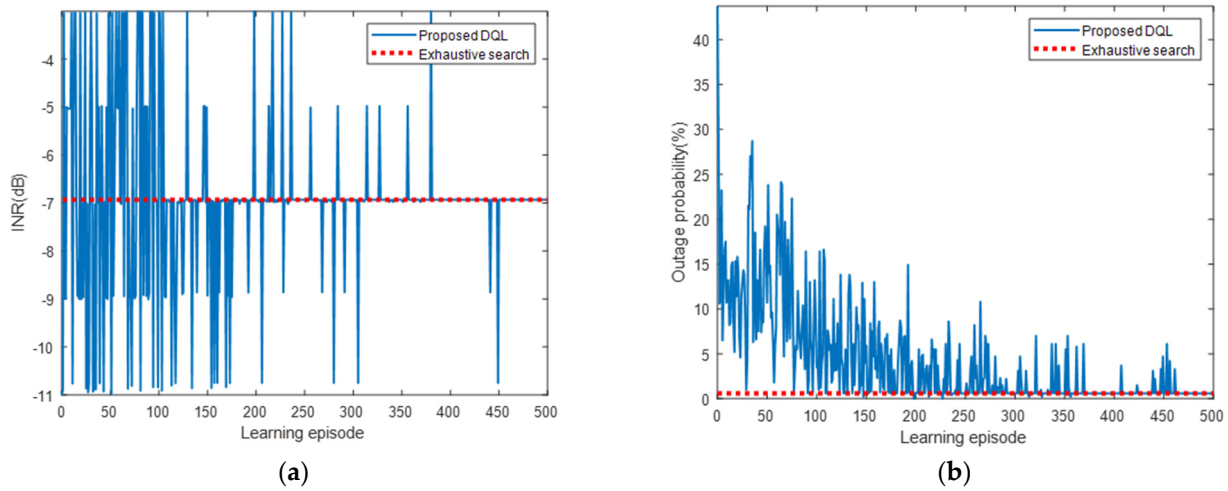 Proposed DQL
Exhaustive search
-4
-5
-6
-7
-8
-9
-10
-11
INR(dB)
0 50 100 150 200 250 300 350 400 450 500
Learning episode
(a)
Proposed DQL
Exhaustive search
40
35
30
25
20
15
10
5
0
Outage probability(%)
0 50 100 150 200 250 300 350 400 450 500
Learning episode
(b)